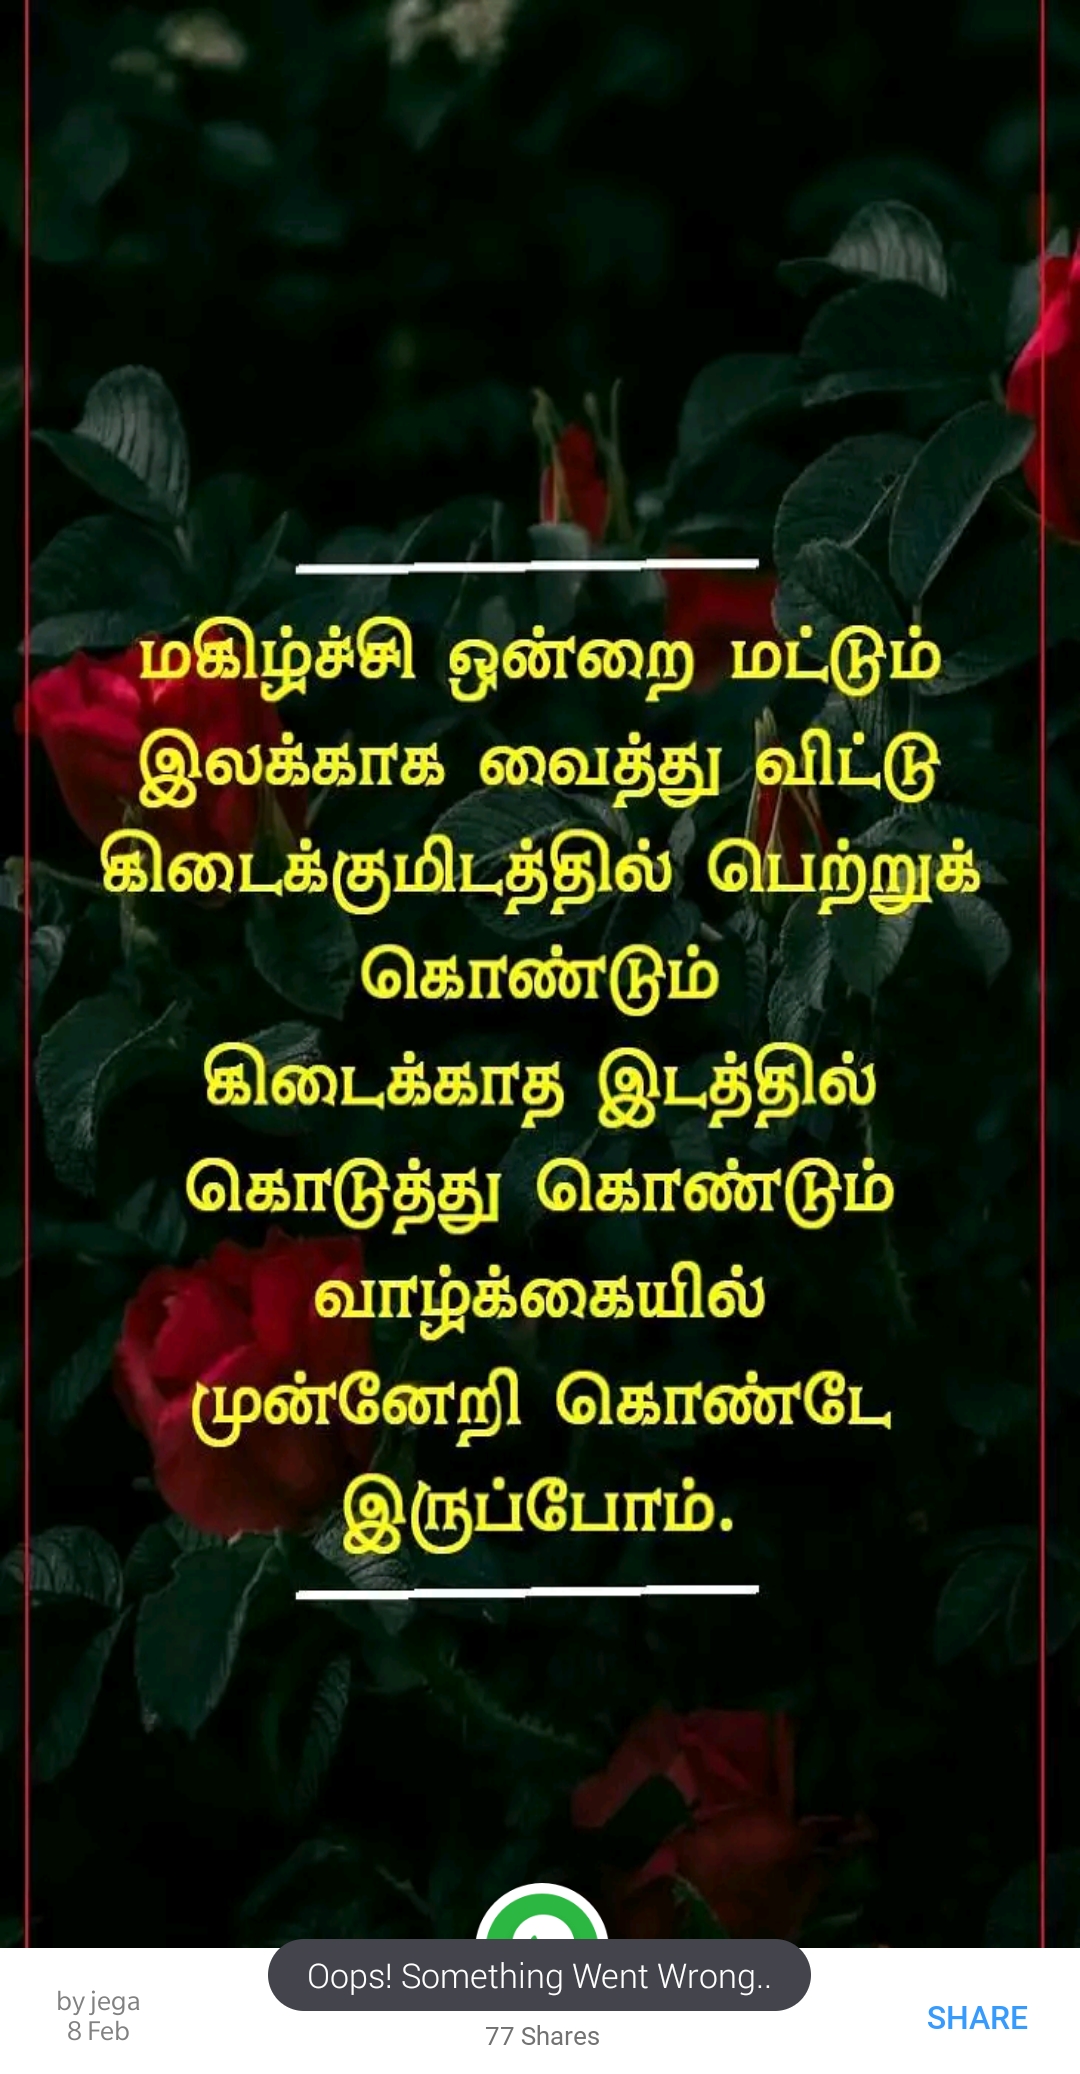 மகிழ்ச்சி ஒன்றை மட்டும்
இலக்காக வைத்து விட்டு
கிடைக்குமிடத்தில் பெற்றுக்
கொண்டும்
கிடைக்காத இடத்தில்
கொடுத்து கொண்டும்
வாழ்க்கையில்
முன்னேறி கொண்டே
இருப்போம்.
Oops! Something Went Wrong..
by jega
8 Feb
77 Shares
SHARE